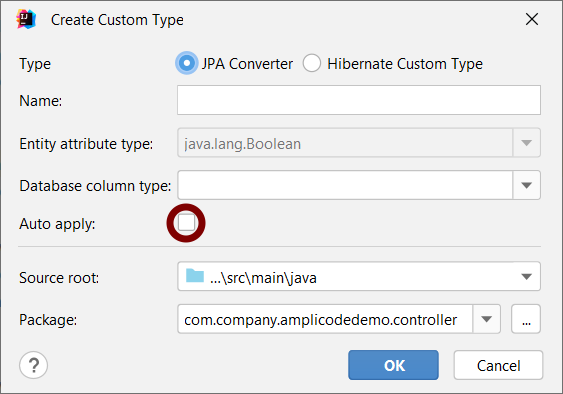 Create Custom Type
Type JPA Converter Hibernate Custom Type
Name:
Entity attribute type: java.lang.Boolean
Database column type:
Auto apply:
Source root: ...\src\main\java
Package: com.company.amplicodedemo.controller ...
? OK Cancel